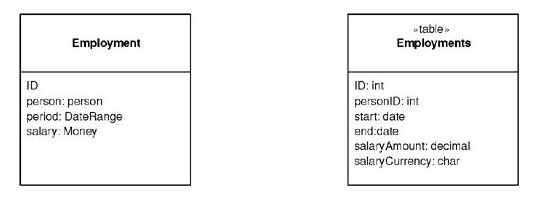 Employment
ID
person: person
period: DateRange
salary: Money
«table»
Employments
ID: int
personID: int
start: date
end:date
salaryAmount: decimal
salaryCurrency: char